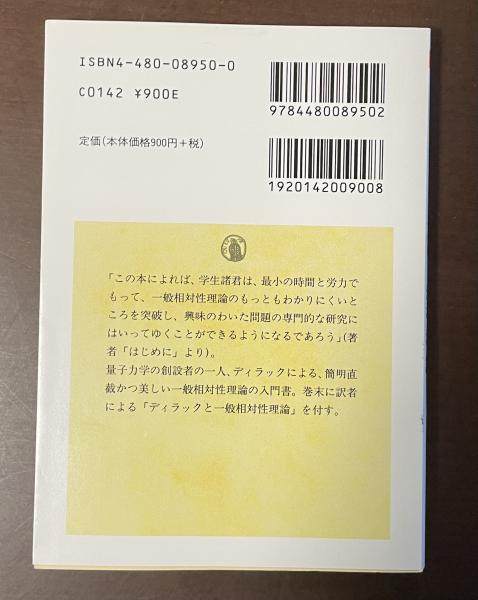 ISBN4-480-08950-0
C0142 ¥900E
定価(本体価格900円+税)
9784480089502
1920142009008
「この本によれば、学生諸君は、最小の時間と労力で
もって、一般相対性理論のもっともわかりにくいと
ころを突破し、興味のわいた問題の専門的な研究に
はいってゆくことができるようになるであろう」(著
者「はじめに」より)。
量子力学の創設者の一人、ディラックによる、簡明直
截かつ美しい一般相対性理論の入門書。巻末に訳者
による「ディラックと一般相対性理論」を付す。